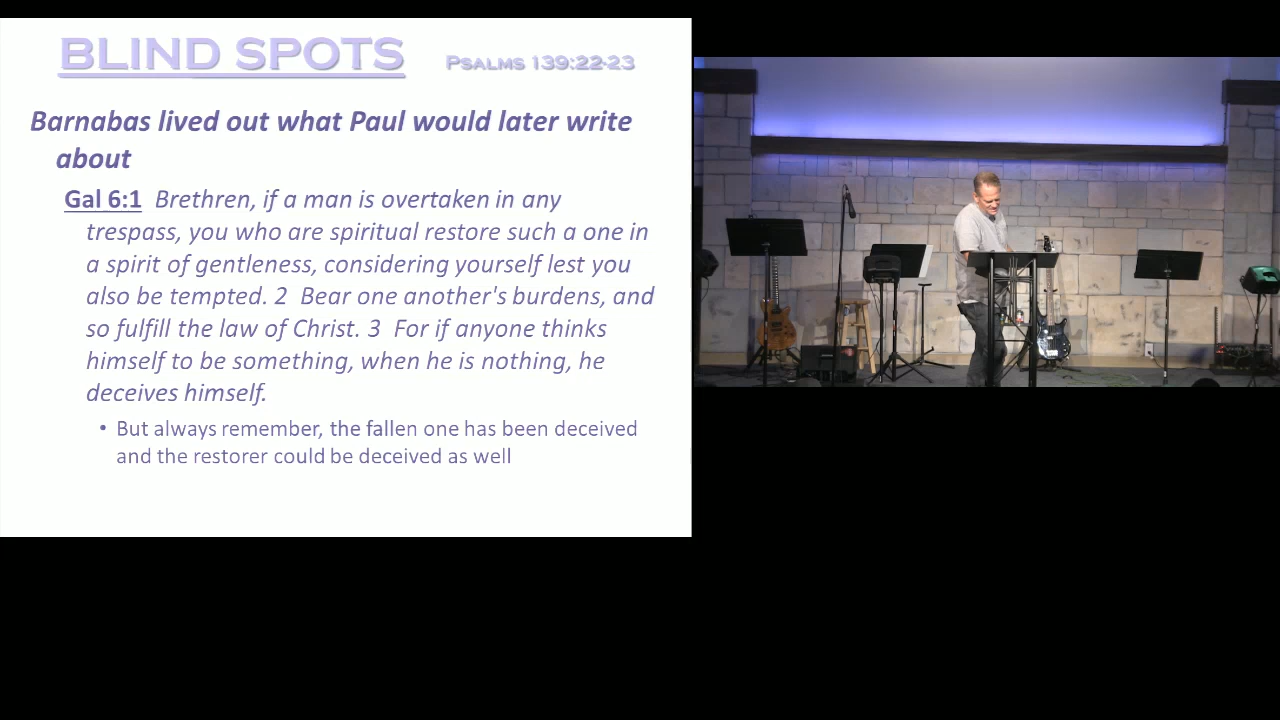 BLIND SPOTS Psalms 139:22-23
Barnabas lived out what Paul would later write
about
Gal 6:1 Brethren, if a man is overtaken in any
trespass, you who are spiritual restore such a one in
a spirit of gentleness, considering yourself lest you
also be tempted. 2 Bear one another's burdens, and
so fulfill the law of Christ. 3 For if anyone thinks
himself to be something, when he is nothing, he
deceives himself.
• But always remember, the fallen one has been deceived
and the restorer could be deceived as well